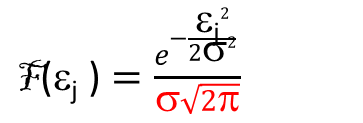 ℱ(εⱼ) = e^(−εⱼ²/2σ²) / σ√2π